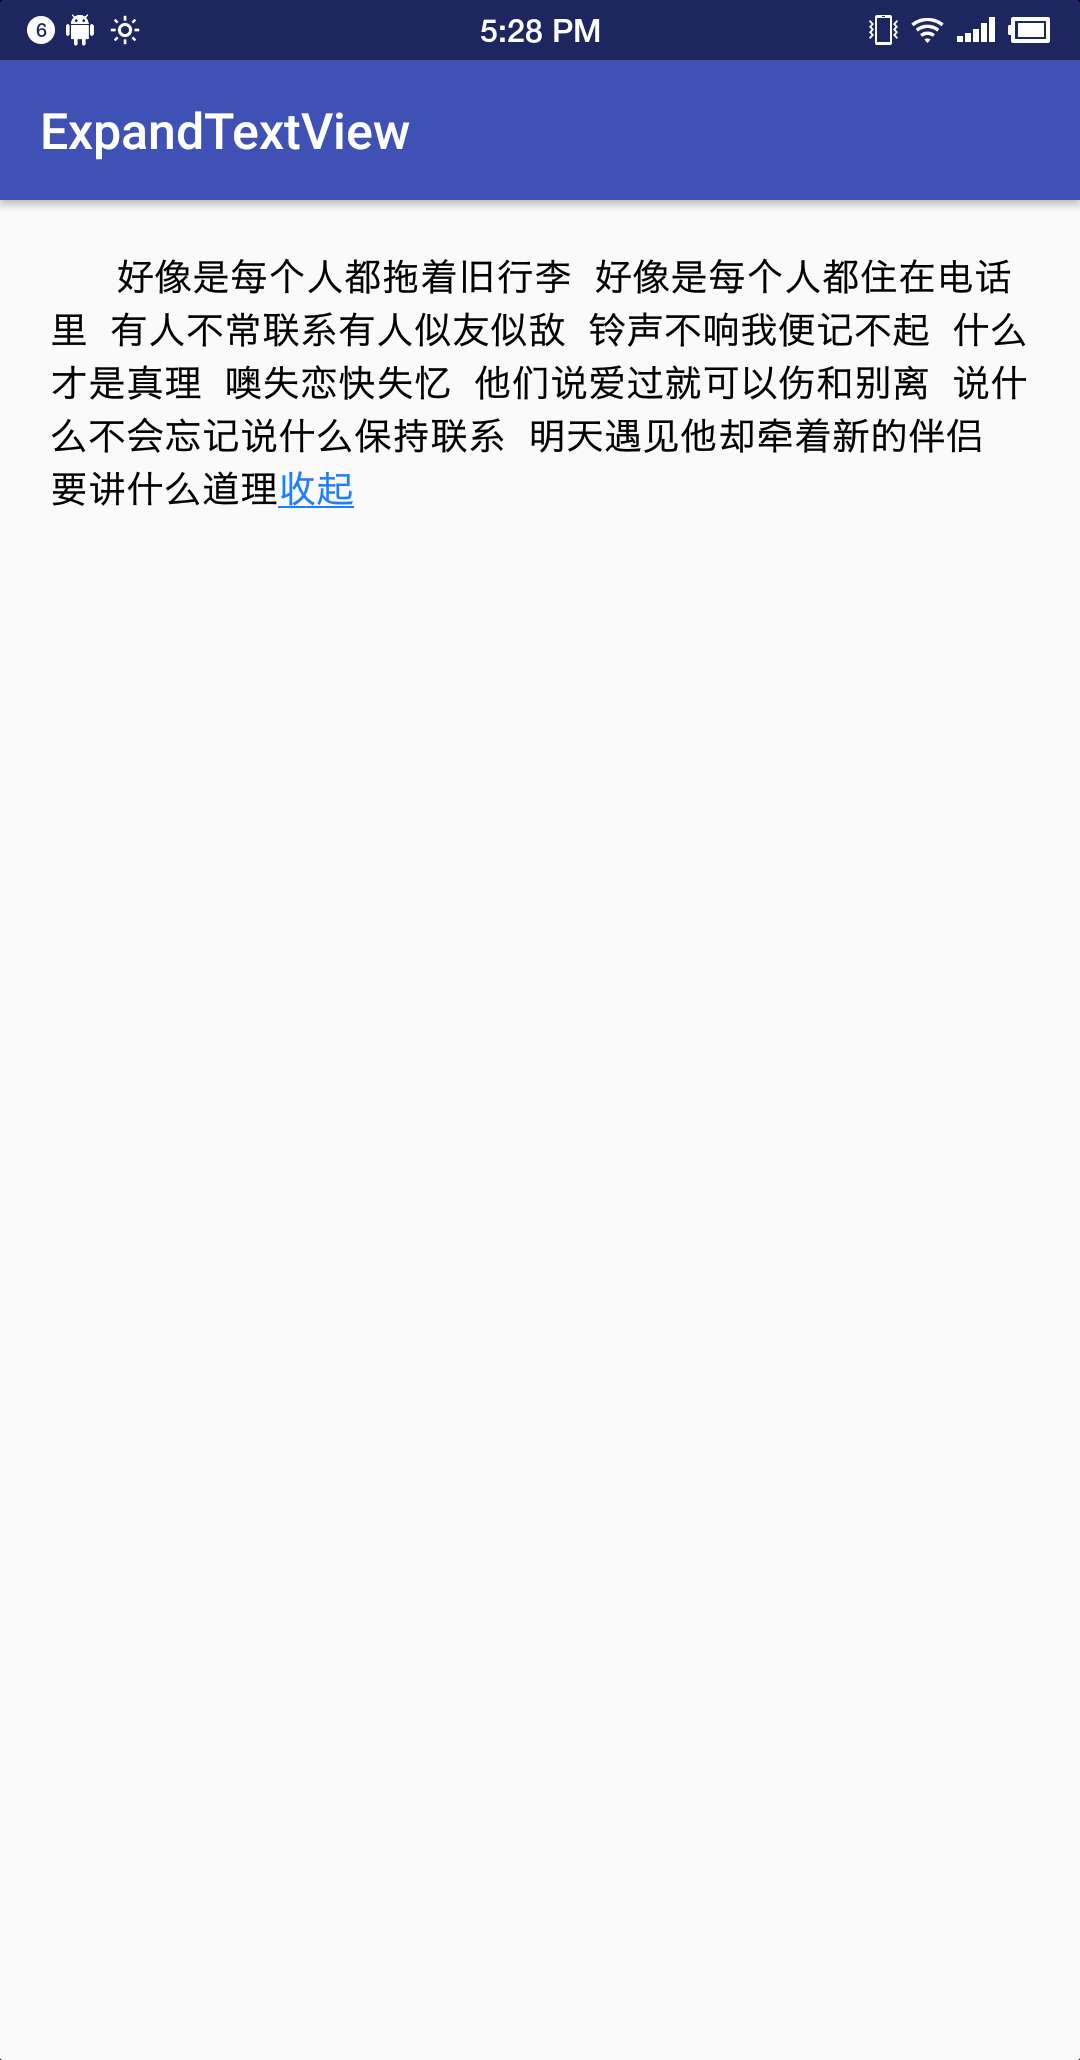 6
5:28 PM
ExpandTextView
好像是每个人都拖着旧行李 好像是每个人都住在电话
里 有人不常联系有人似友似敌 铃声不响我便记不起 什么
才是真理 噢失恋快失忆 他们说爱过就可以伤和别离 说什
么不会忘记说什么保持联系 明天遇见他却牵着新的伴侣
要讲什么道理收起